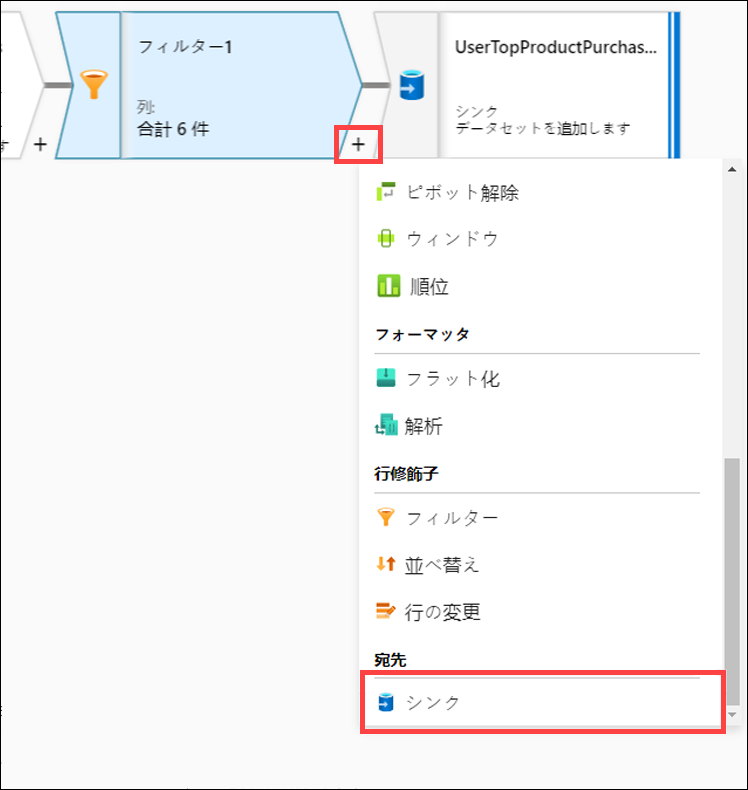 フィルター1
列:
合計 6 件
+
す
+
UserTopProductPurchas...
シンク
データセットを追加します
ピボット解除
ウィンドウ
順位
フォーマッタ
フラット化
解析
行修飾子
フィルター
並べ替え
行の変更
宛先
シンク